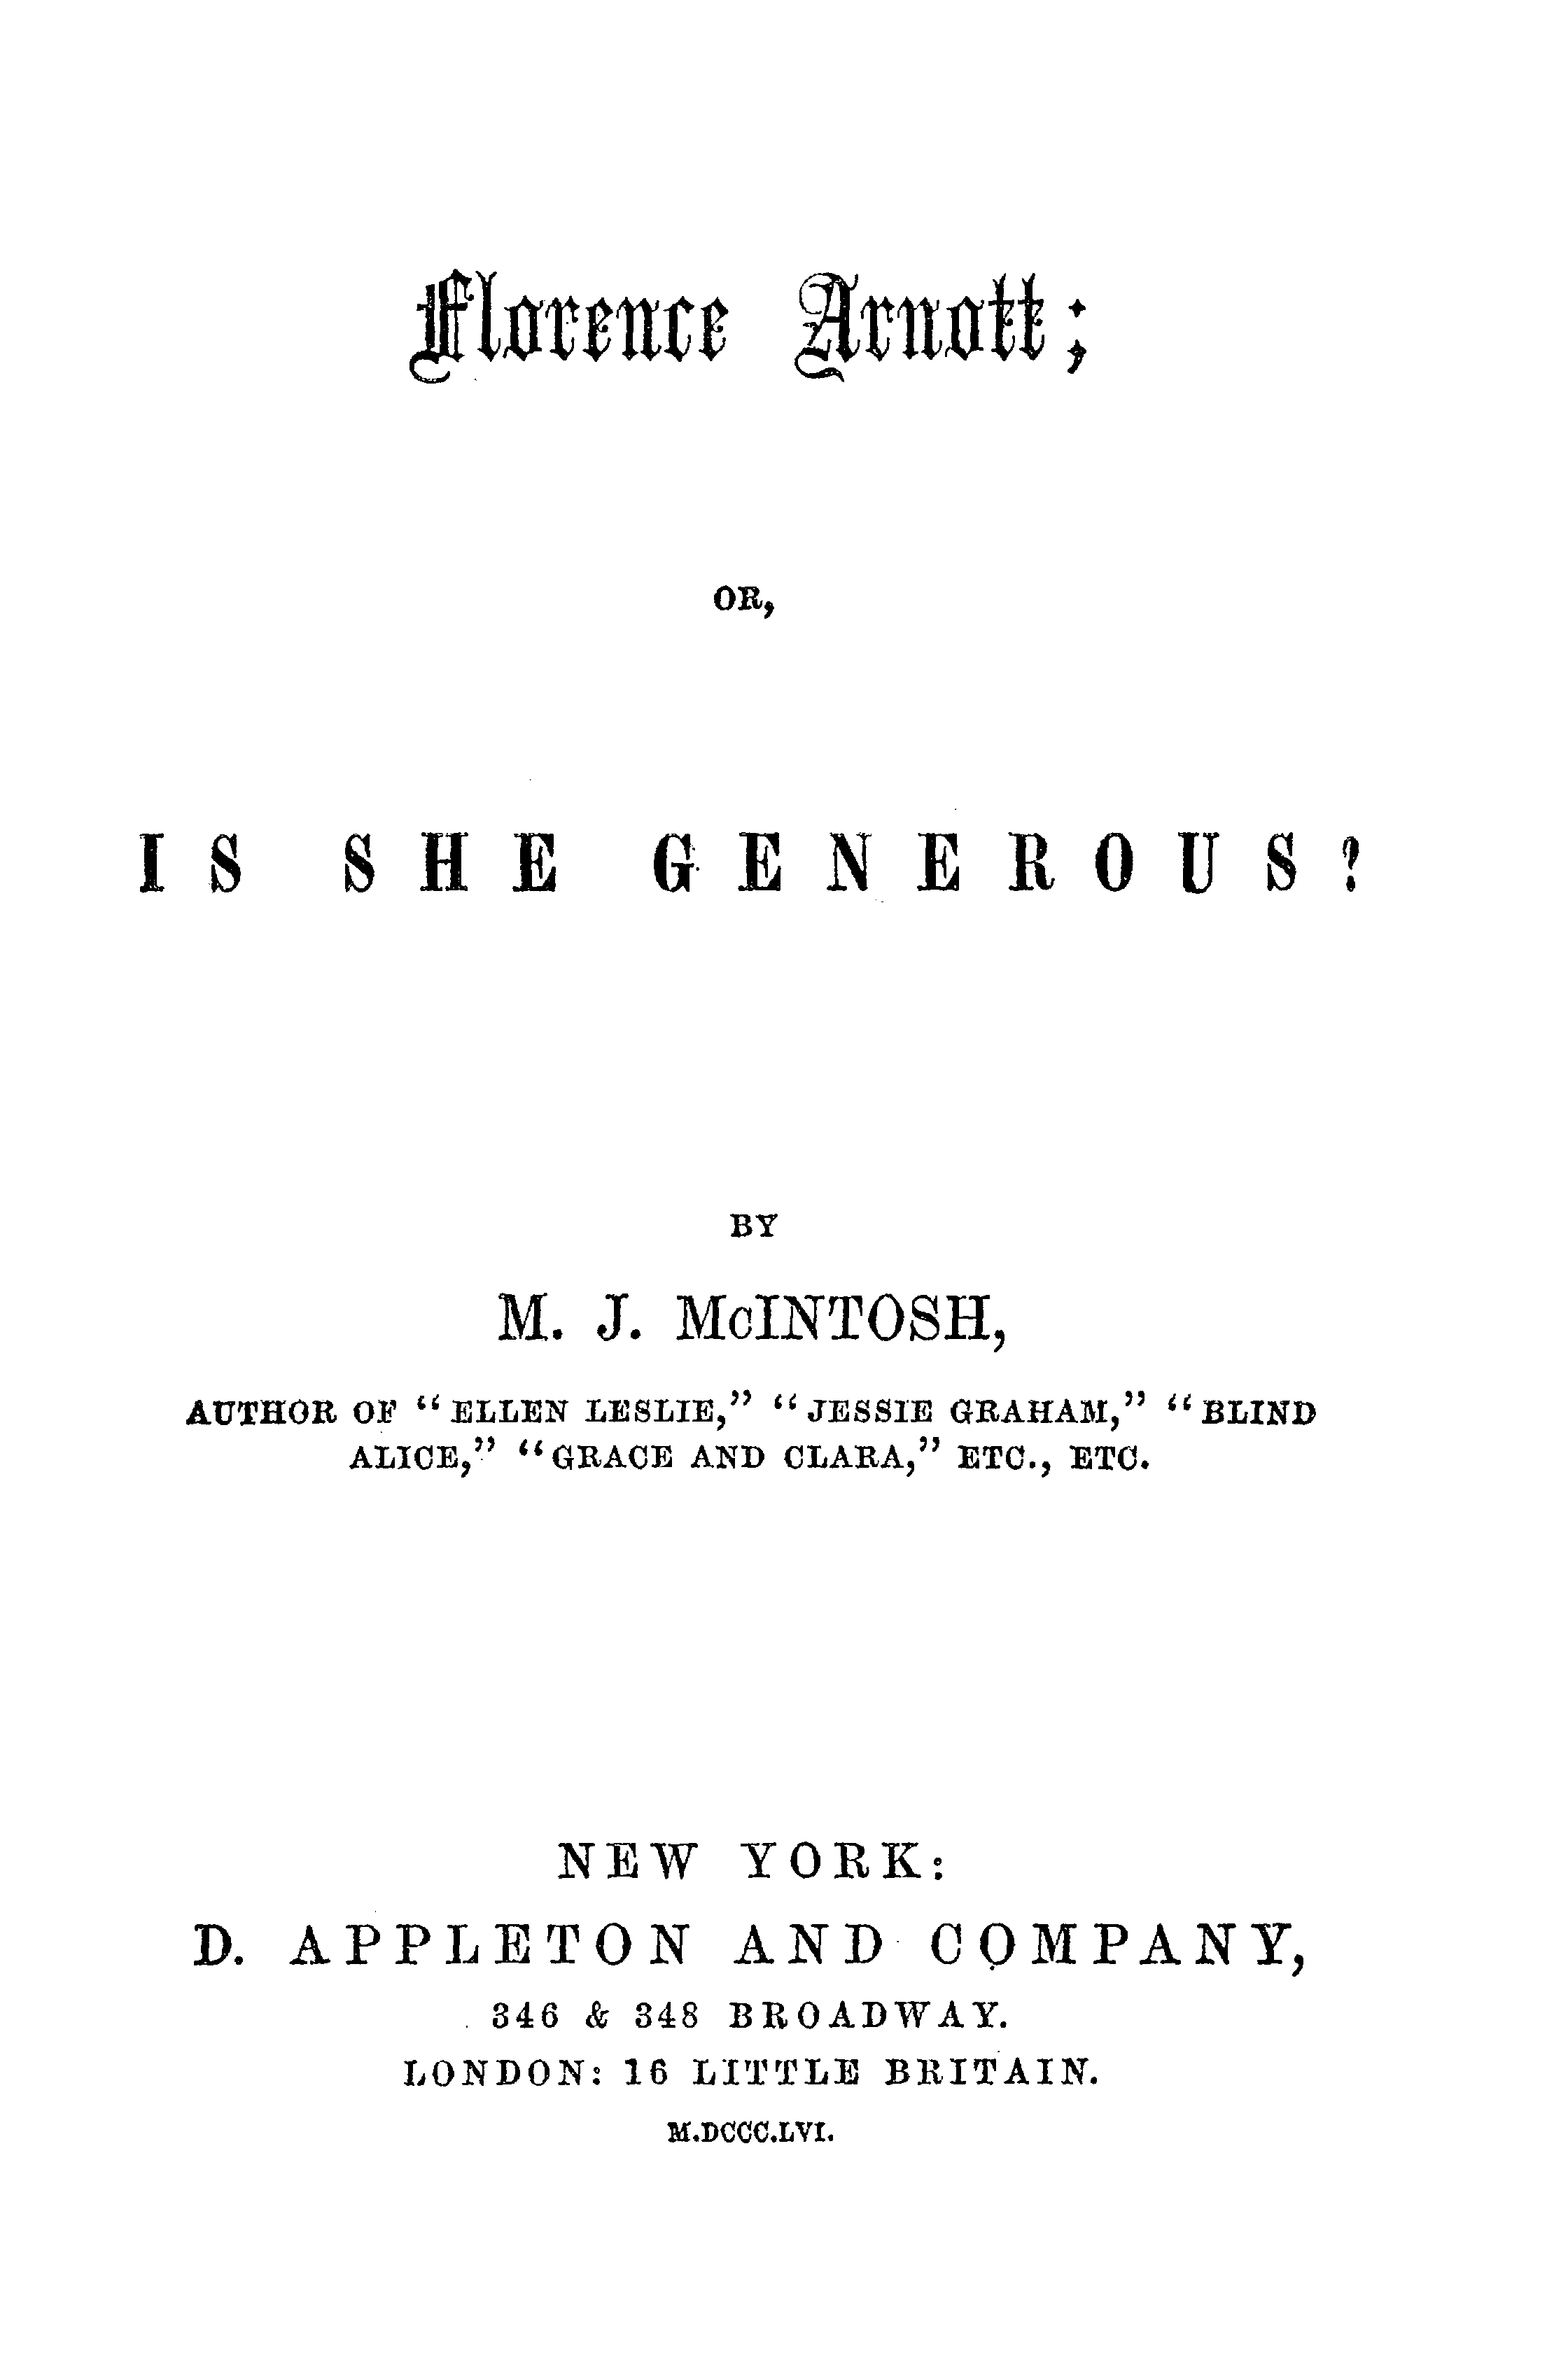 Florence Arnott;
OR,
IS SHE GENEROUS?
BY
M. J. McINTOSH,
AUTHOR OF “ELLEN LESLIE,” “JESSIE GRAHAM,” “BLIND
ALICE,” “GRACE AND CLARA,” ETC., ETC.
NEW YORK:
D. APPLETON AND COMPANY,
346 & 348 BROADWAY.
LONDON: 16 LITTLE BRITAIN.
M.DCCC.LVI.